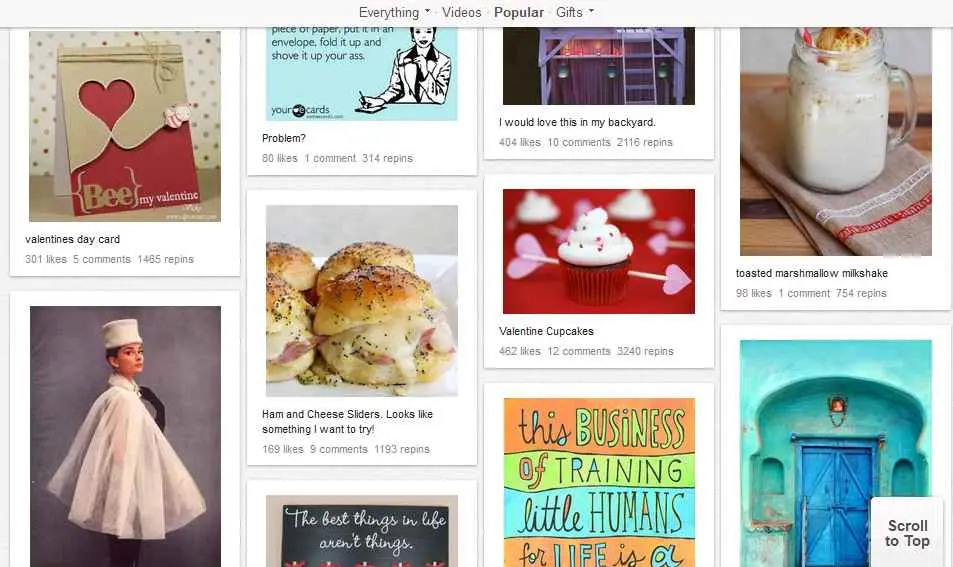 Everything · Videos · Popular · Gifts
{Bee} my valentine
valentines day card
301 likes 5 comments 1465 repins
piece of paper, put it in an
envelope, fold it up and
shove it up your ass.
your ecards
someecards.com
Problem?
80 likes 1 comment 314 repins
Ham and Cheese Sliders. Looks like
something I want to try!
169 likes 9 comments 1193 repins
The best things in life
aren't things.
I would love this in my backyard.
404 likes 10 comments 2116 repins
Valentine Cupcakes
462 likes 12 comments 3240 repins
this BUSINESS
OF TRAINING
little HUMANS
for LIFE is a
toasted marshmallow milkshake
98 likes 1 comment 754 repins
Scroll
to Top